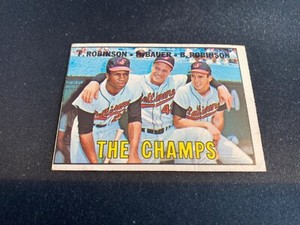 F. ROBINSON • H. BAUER • B. ROBINSON
THE CHAMPS